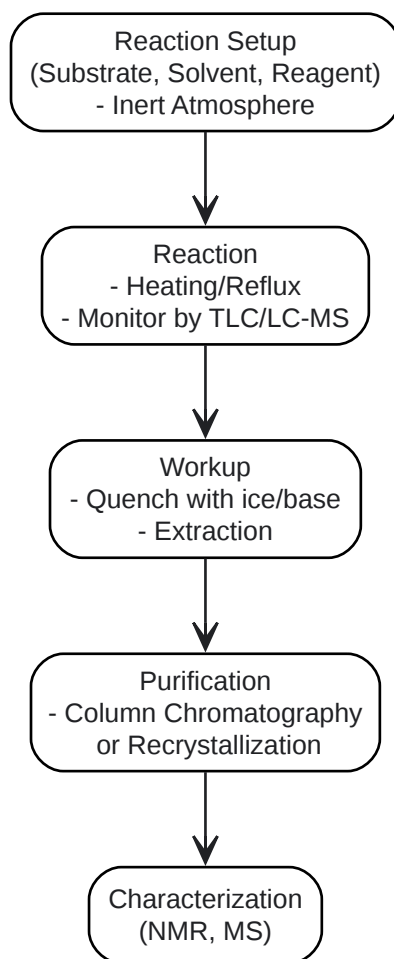 Reaction Setup
(Substrate, Solvent, Reagent)
- Inert Atmosphere
Reaction
- Heating/Reflux
- Monitor by TLC/LC-MS
Workup
- Quench with ice/base
- Extraction
Purification
- Column Chromatography
or Recrystallization
Characterization
(NMR, MS)